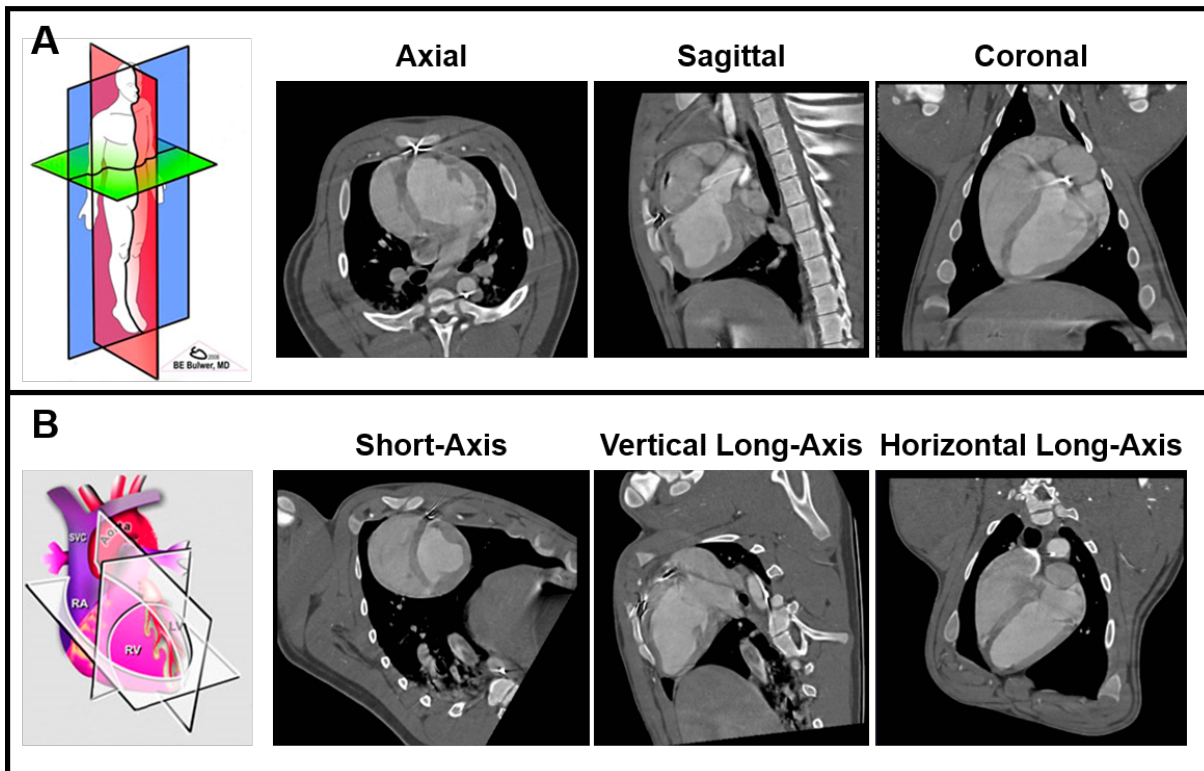 A
Axial
Sagittal
Coronal
2008
BE Bulwer, MD
B
Short-Axis
Vertical Long-Axis
Horizontal Long-Axis
SVC
Aorta
RA
LV
RV